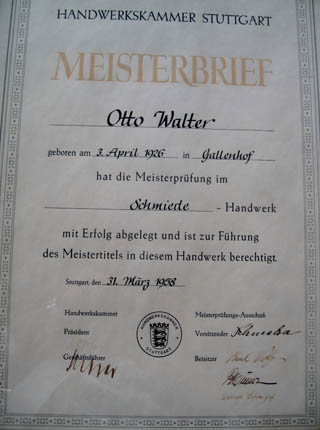 HANDWERKSKAMMER STUTTGART
MEISTERBRIEF
Otto Walter
geboren am 3. April 1926 in Gallenhof
hat die Meisterprüfung im
Schmiede - Handwerk
mit Erfolg abgelegt und ist zur Führung
des Meistertitels in diesem Handwerk berechtigt.
Stuttgart, den 31. März 1958
Handwerkskammer
Präsident
Geschäftsführer
HANDWERKSKAMMER STUTTGART
Meisterprüfungs-Ausschuß
Vorsitzender
Beisitzer